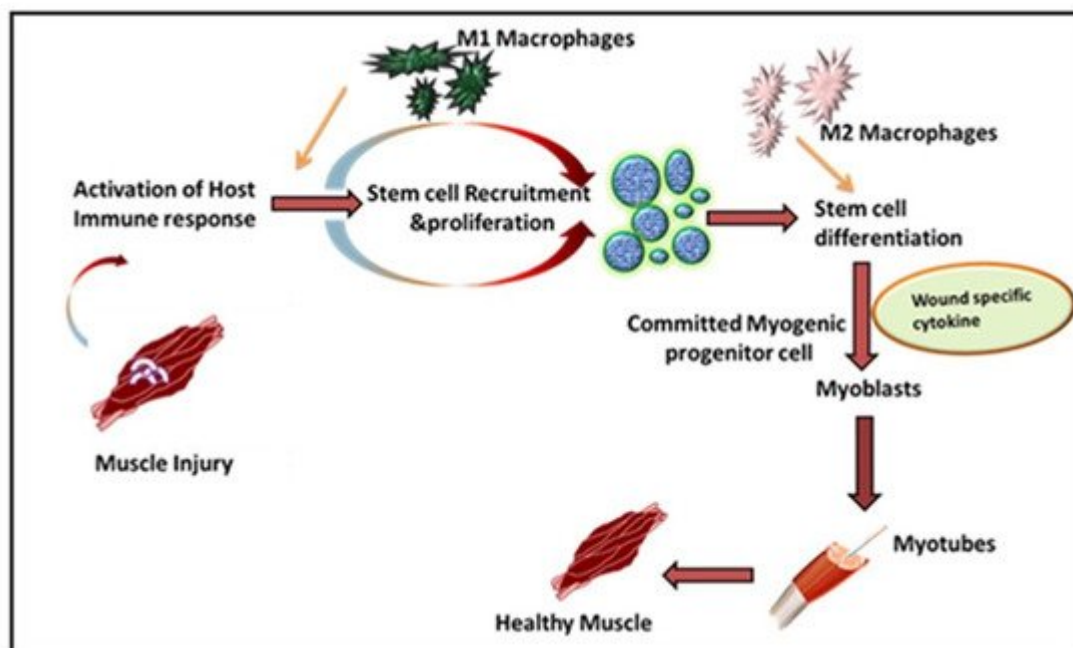 M1 Macrophages
M2 Macrophages
Activation of Host
Immune response
Stem cell Recruitment
&proliferation
Stem cell
differentiation
Wound specific
cytokine
Committed Myogenic
progenitor cell
Myoblasts
Muscle Injury
Myotubes
Healthy Muscle